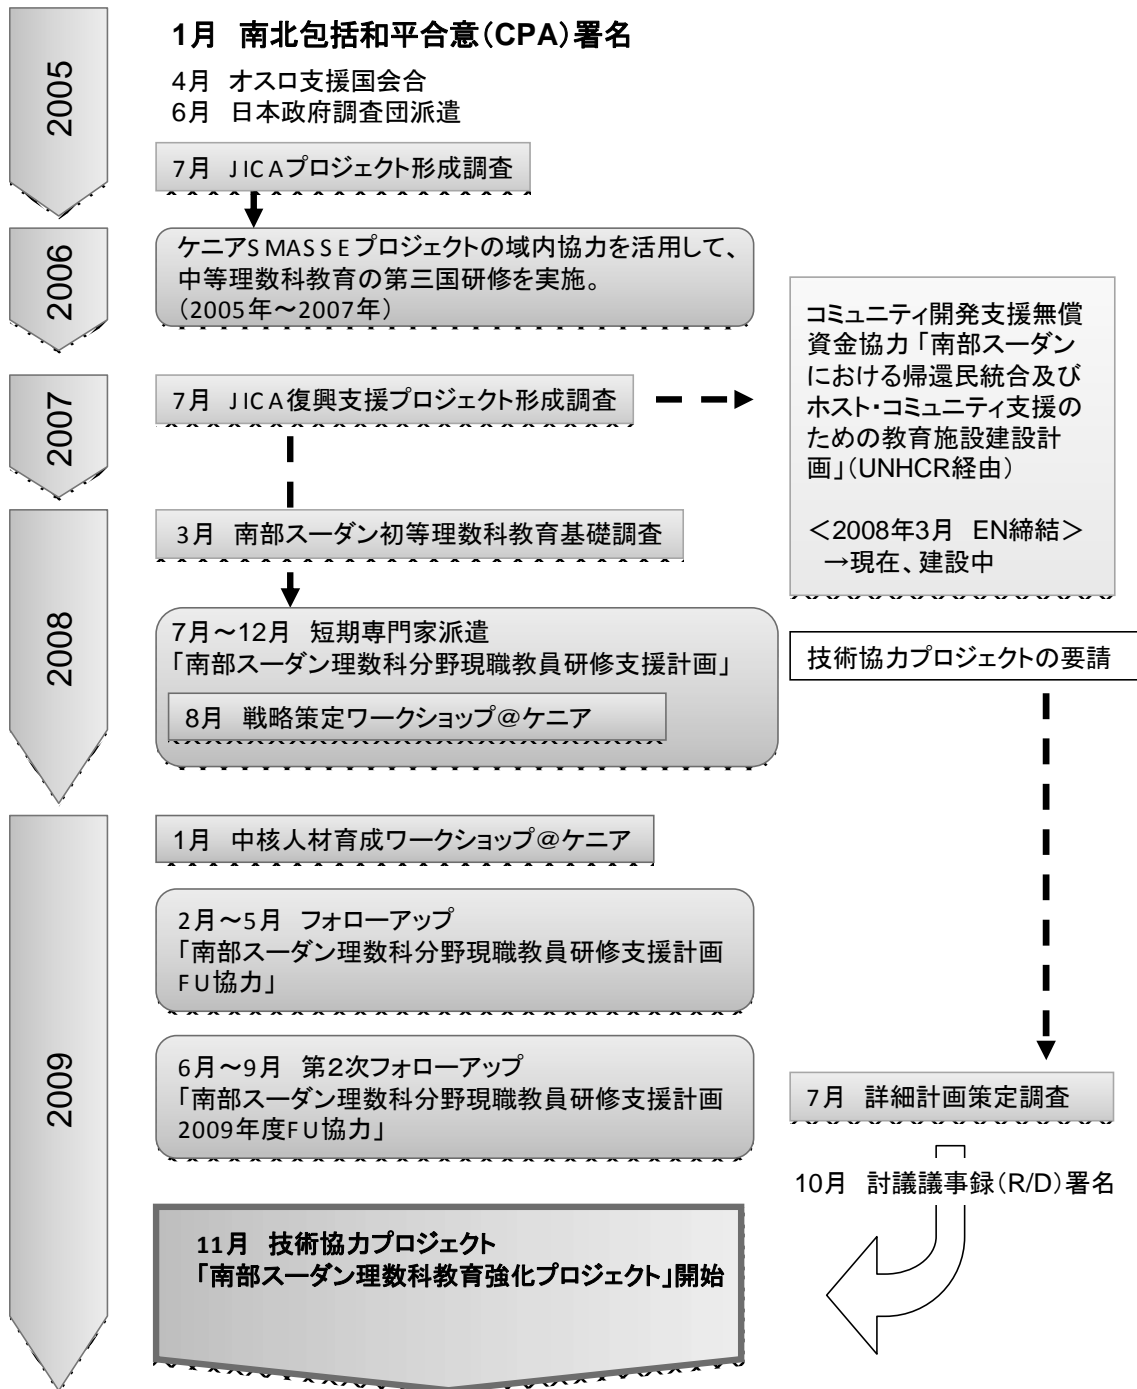 2005
1月　南北包括和平合意（CPA）署名
4月　オスロ支援国会合
6月　日本政府調査団派遣
7月　JICAプロジェクト形成調査
2006
ケニアSMASSEプロジェクトの域内協力を活用して、
中等理数科教育の第三国研修を実施。
（2005年～2007年）
2007
7月　JICA復興支援プロジェクト形成調査
コミュニティ開発支援無償
資金協力「南部スーダン
における帰還民統合及び
ホスト・コミュニティ支援の
ための教育施設建設計
画」（UNHCR経由）
＜2008年3月　EN締結＞
→現在、建設中
2008
3月　南部スーダン初等理数科教育基礎調査
7月～12月　短期専門家派遣
「南部スーダン理数科分野現職教員研修支援計画」
8月　戦略策定ワークショップ＠ケニア
技術協力プロジェクトの要請
2009
1月　中核人材育成ワークショップ＠ケニア
2月～5月　フォローアップ
「南部スーダン理数科分野現職教員研修支援計画
FU協力」
6月～9月　第2次フォローアップ
「南部スーダン理数科分野現職教員研修支援計画
2009年度FU協力」
7月　詳細計画策定調査
10月　討議議事録（R/D）署名
11月　技術協力プロジェクト
「南部スーダン理数科教育強化プロジェクト」開始